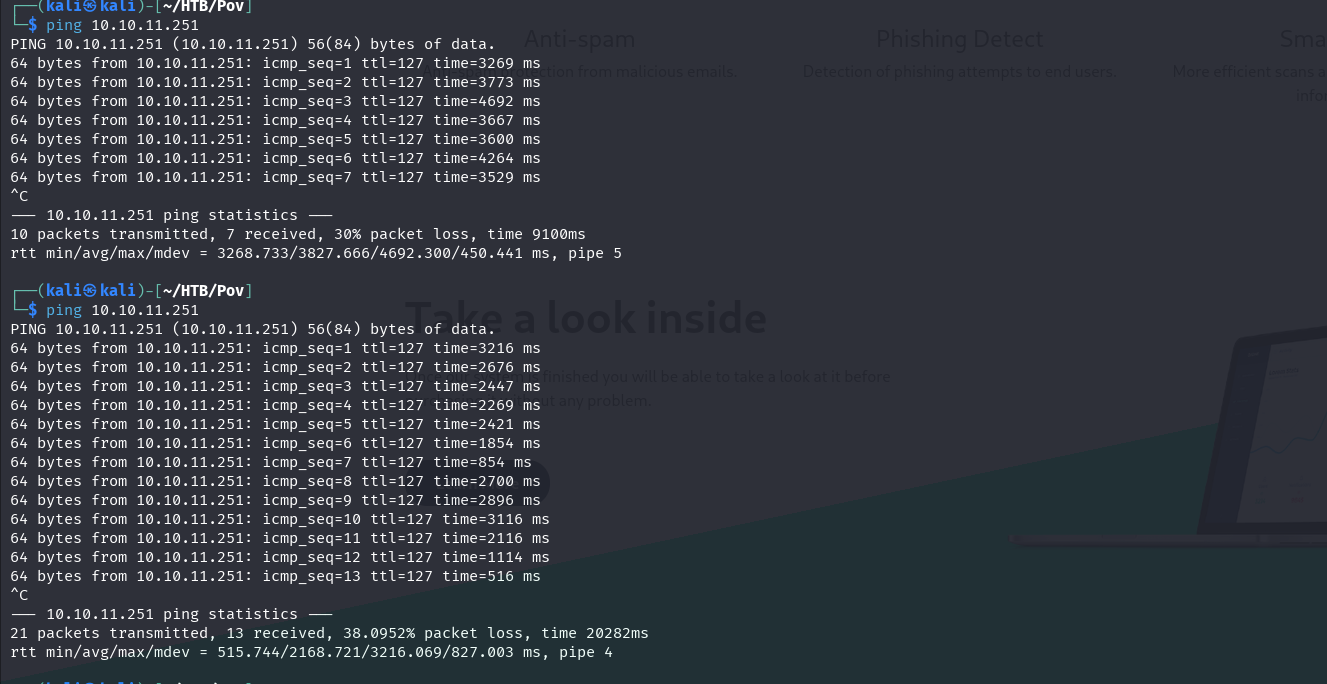 (kali㉿kali)-[~/HTB/Pov]
$ ping 10.10.11.251
PING 10.10.11.251 (10.10.11.251) 56(84) bytes of data.
Anti-spam
Phishing Detect
64 bytes from 10.10.11.251: icmp_seq=1 ttl=127 time=3269 ms
from malicious emails.
Detection of phishing attempts to end users.
More efficient scans
64 bytes from 10.10.11.251: icmp_seq=2 ttl=127 time=3773 ms
64 bytes from 10.10.11.251: icmp_seq=3 ttl=127 time=4692 ms
64 bytes from 10.10.11.251: icmp_seq=4 ttl=127 time=3667 ms
64 bytes from 10.10.11.251: icmp_seq=5 ttl=127 time=3600 ms
64 bytes from 10.10.11.251: icmp_seq=6 ttl=127 time=4264 ms
64 bytes from 10.10.11.251: icmp_seq=7 ttl=127 time=3529 ms
^C
--- 10.10.11.251 ping statistics ---
10 packets transmitted, 7 received, 30% packet loss, time 9100ms
rtt min/avg/max/mdev = 3268.733/3827.666/4692.300/450.441 ms, pipe 5
(kali㉿kali)-[~/HTB/Pov]
$ ping 10.10.11.251
Take a look inside
PING 10.10.11.251 (10.10.11.251) 56(84) bytes of data.
64 bytes from 10.10.11.251: icmp_seq=1 ttl=127 time=3216 ms
64 bytes from 10.10.11.251: icmp_seq=2 ttl=127 time=2676 ms
finished you will be able to take a look at it before
64 bytes from 10.10.11.251: icmp_seq=3 ttl=127 time=2447 ms
without any problem.
64 bytes from 10.10.11.251: icmp_seq=4 ttl=127 time=2269 ms
64 bytes from 10.10.11.251: icmp_seq=5 ttl=127 time=2421 ms
64 bytes from 10.10.11.251: icmp_seq=6 ttl=127 time=1854 ms
64 bytes from 10.10.11.251: icmp_seq=7 ttl=127 time=854 ms
64 bytes from 10.10.11.251: icmp_seq=8 ttl=127 time=2700 ms
64 bytes from 10.10.11.251: icmp_seq=9 ttl=127 time=2896 ms
64 bytes from 10.10.11.251: icmp_seq=10 ttl=127 time=3116 ms
64 bytes from 10.10.11.251: icmp_seq=11 ttl=127 time=2116 ms
64 bytes from 10.10.11.251: icmp_seq=12 ttl=127 time=1114 ms
64 bytes from 10.10.11.251: icmp_seq=13 ttl=127 time=516 ms
^C
--- 10.10.11.251 ping statistics ---
21 packets transmitted, 13 received, 38.0952% packet loss, time 20282ms
rtt min/avg/max/mdev = 515.744/2168.721/3216.069/827.003 ms, pipe 4